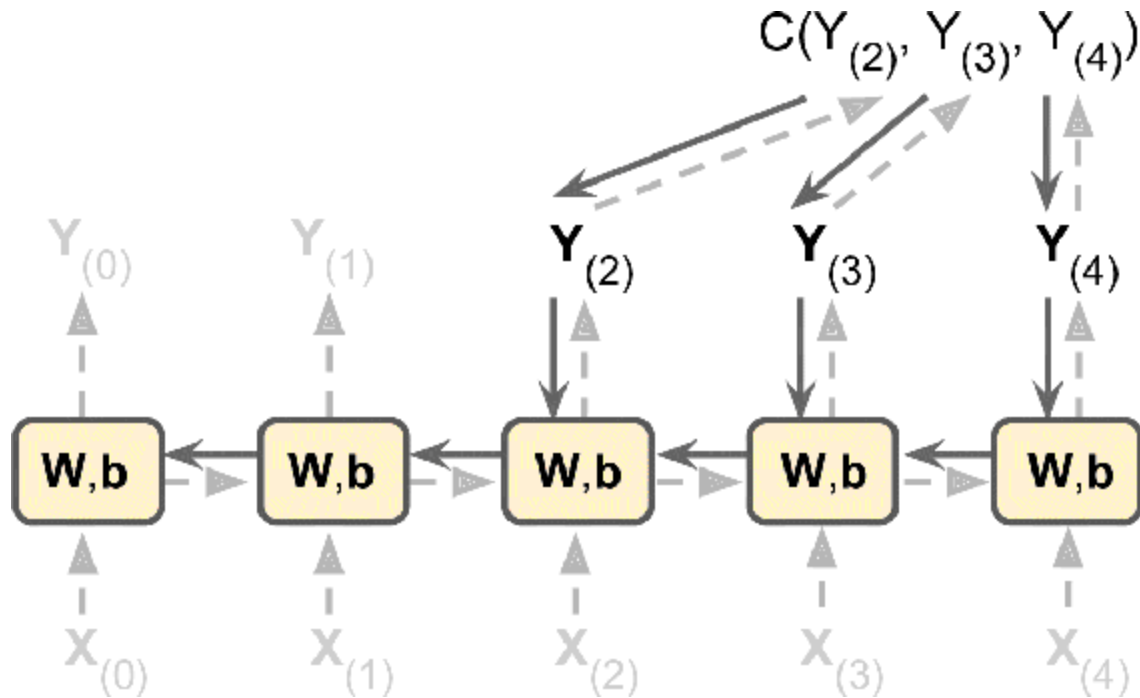 C(Y(2), Y(3), Y(4))
Y(0) Y(1) Y(2) Y(3) Y(4)
W,b W,b W,b W,b W,b
X(0) X(1) X(2) X(3) X(4)